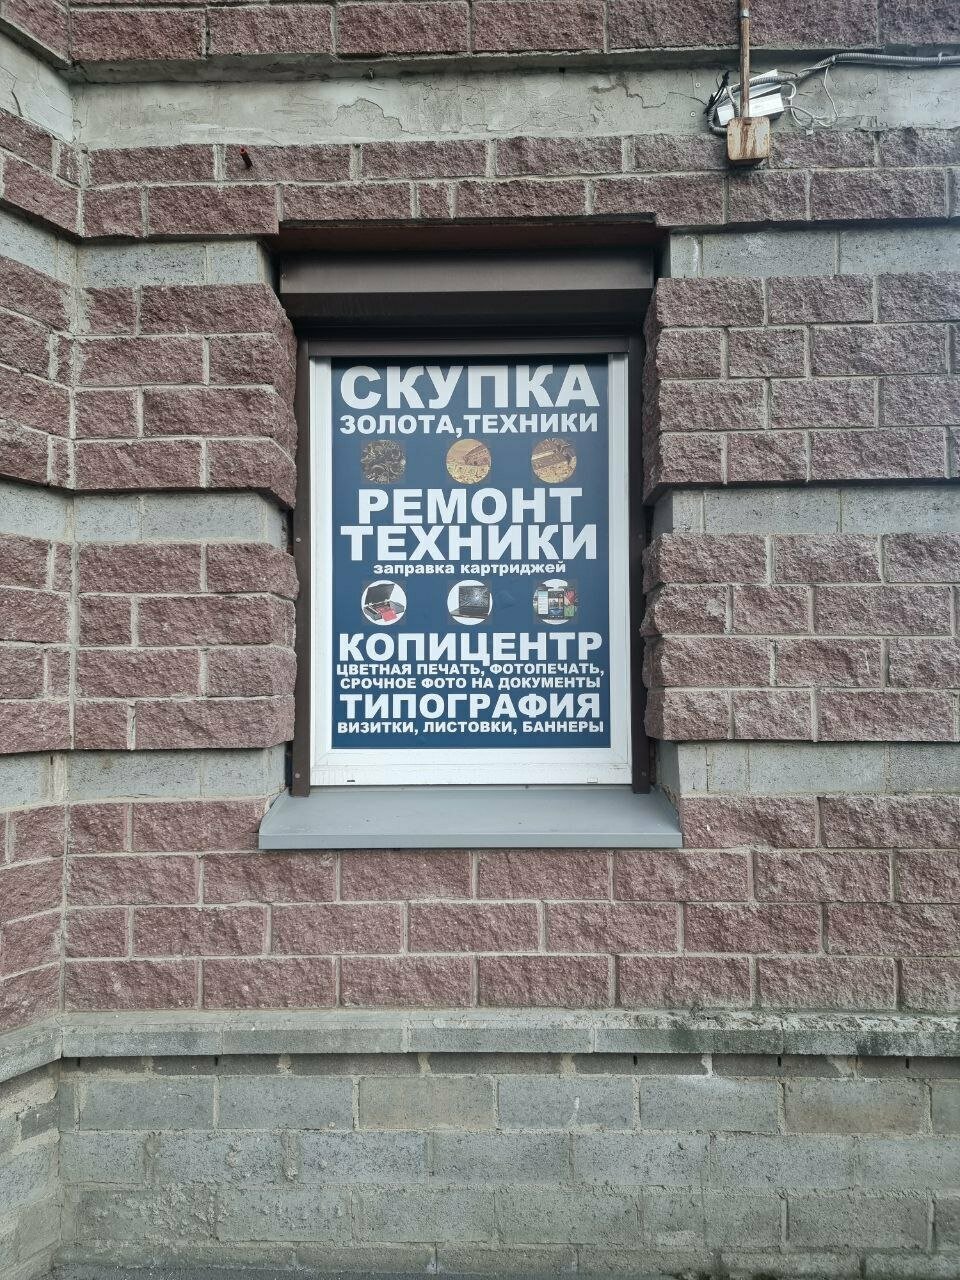 СКУПКА
ЗОЛОТА,ТЕХНИКИ
РЕМОНТ
ТЕХНИКИ
заправка картриджей
КОПИЦЕНТР
ЦВЕТНАЯ ПЕЧАТЬ, ФОТОПЕЧАТЬ,
СРОЧНОЕ ФОТО НА ДОКУМЕНТЫ
ТИПОГРАФИЯ
ВИЗИТКИ, ЛИСТОВКИ, БАННЕРЫ